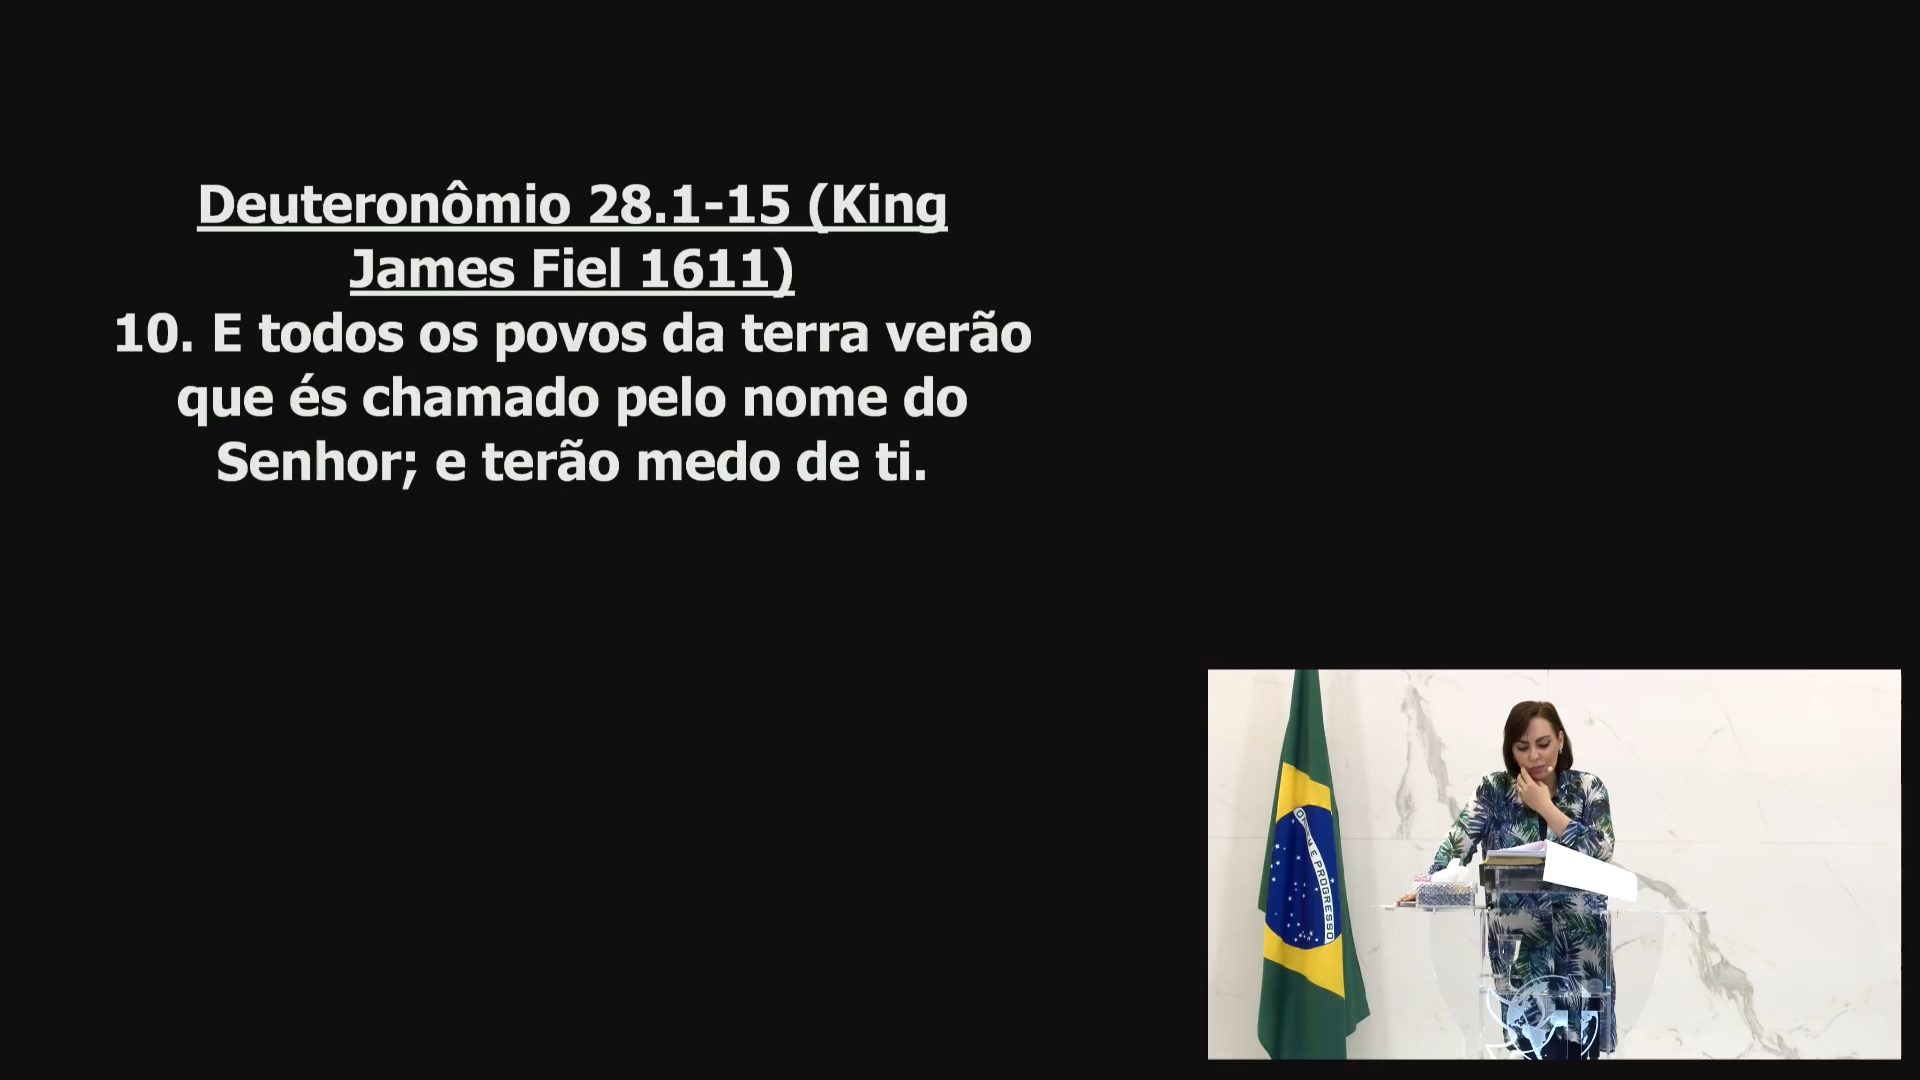 Deuteronômio 28.1-15 (King
James Fiel 1611)
10. E todos os povos da terra verão
que és chamado pelo nome do
Senhor; e terão medo de ti.
E PROGRESSO